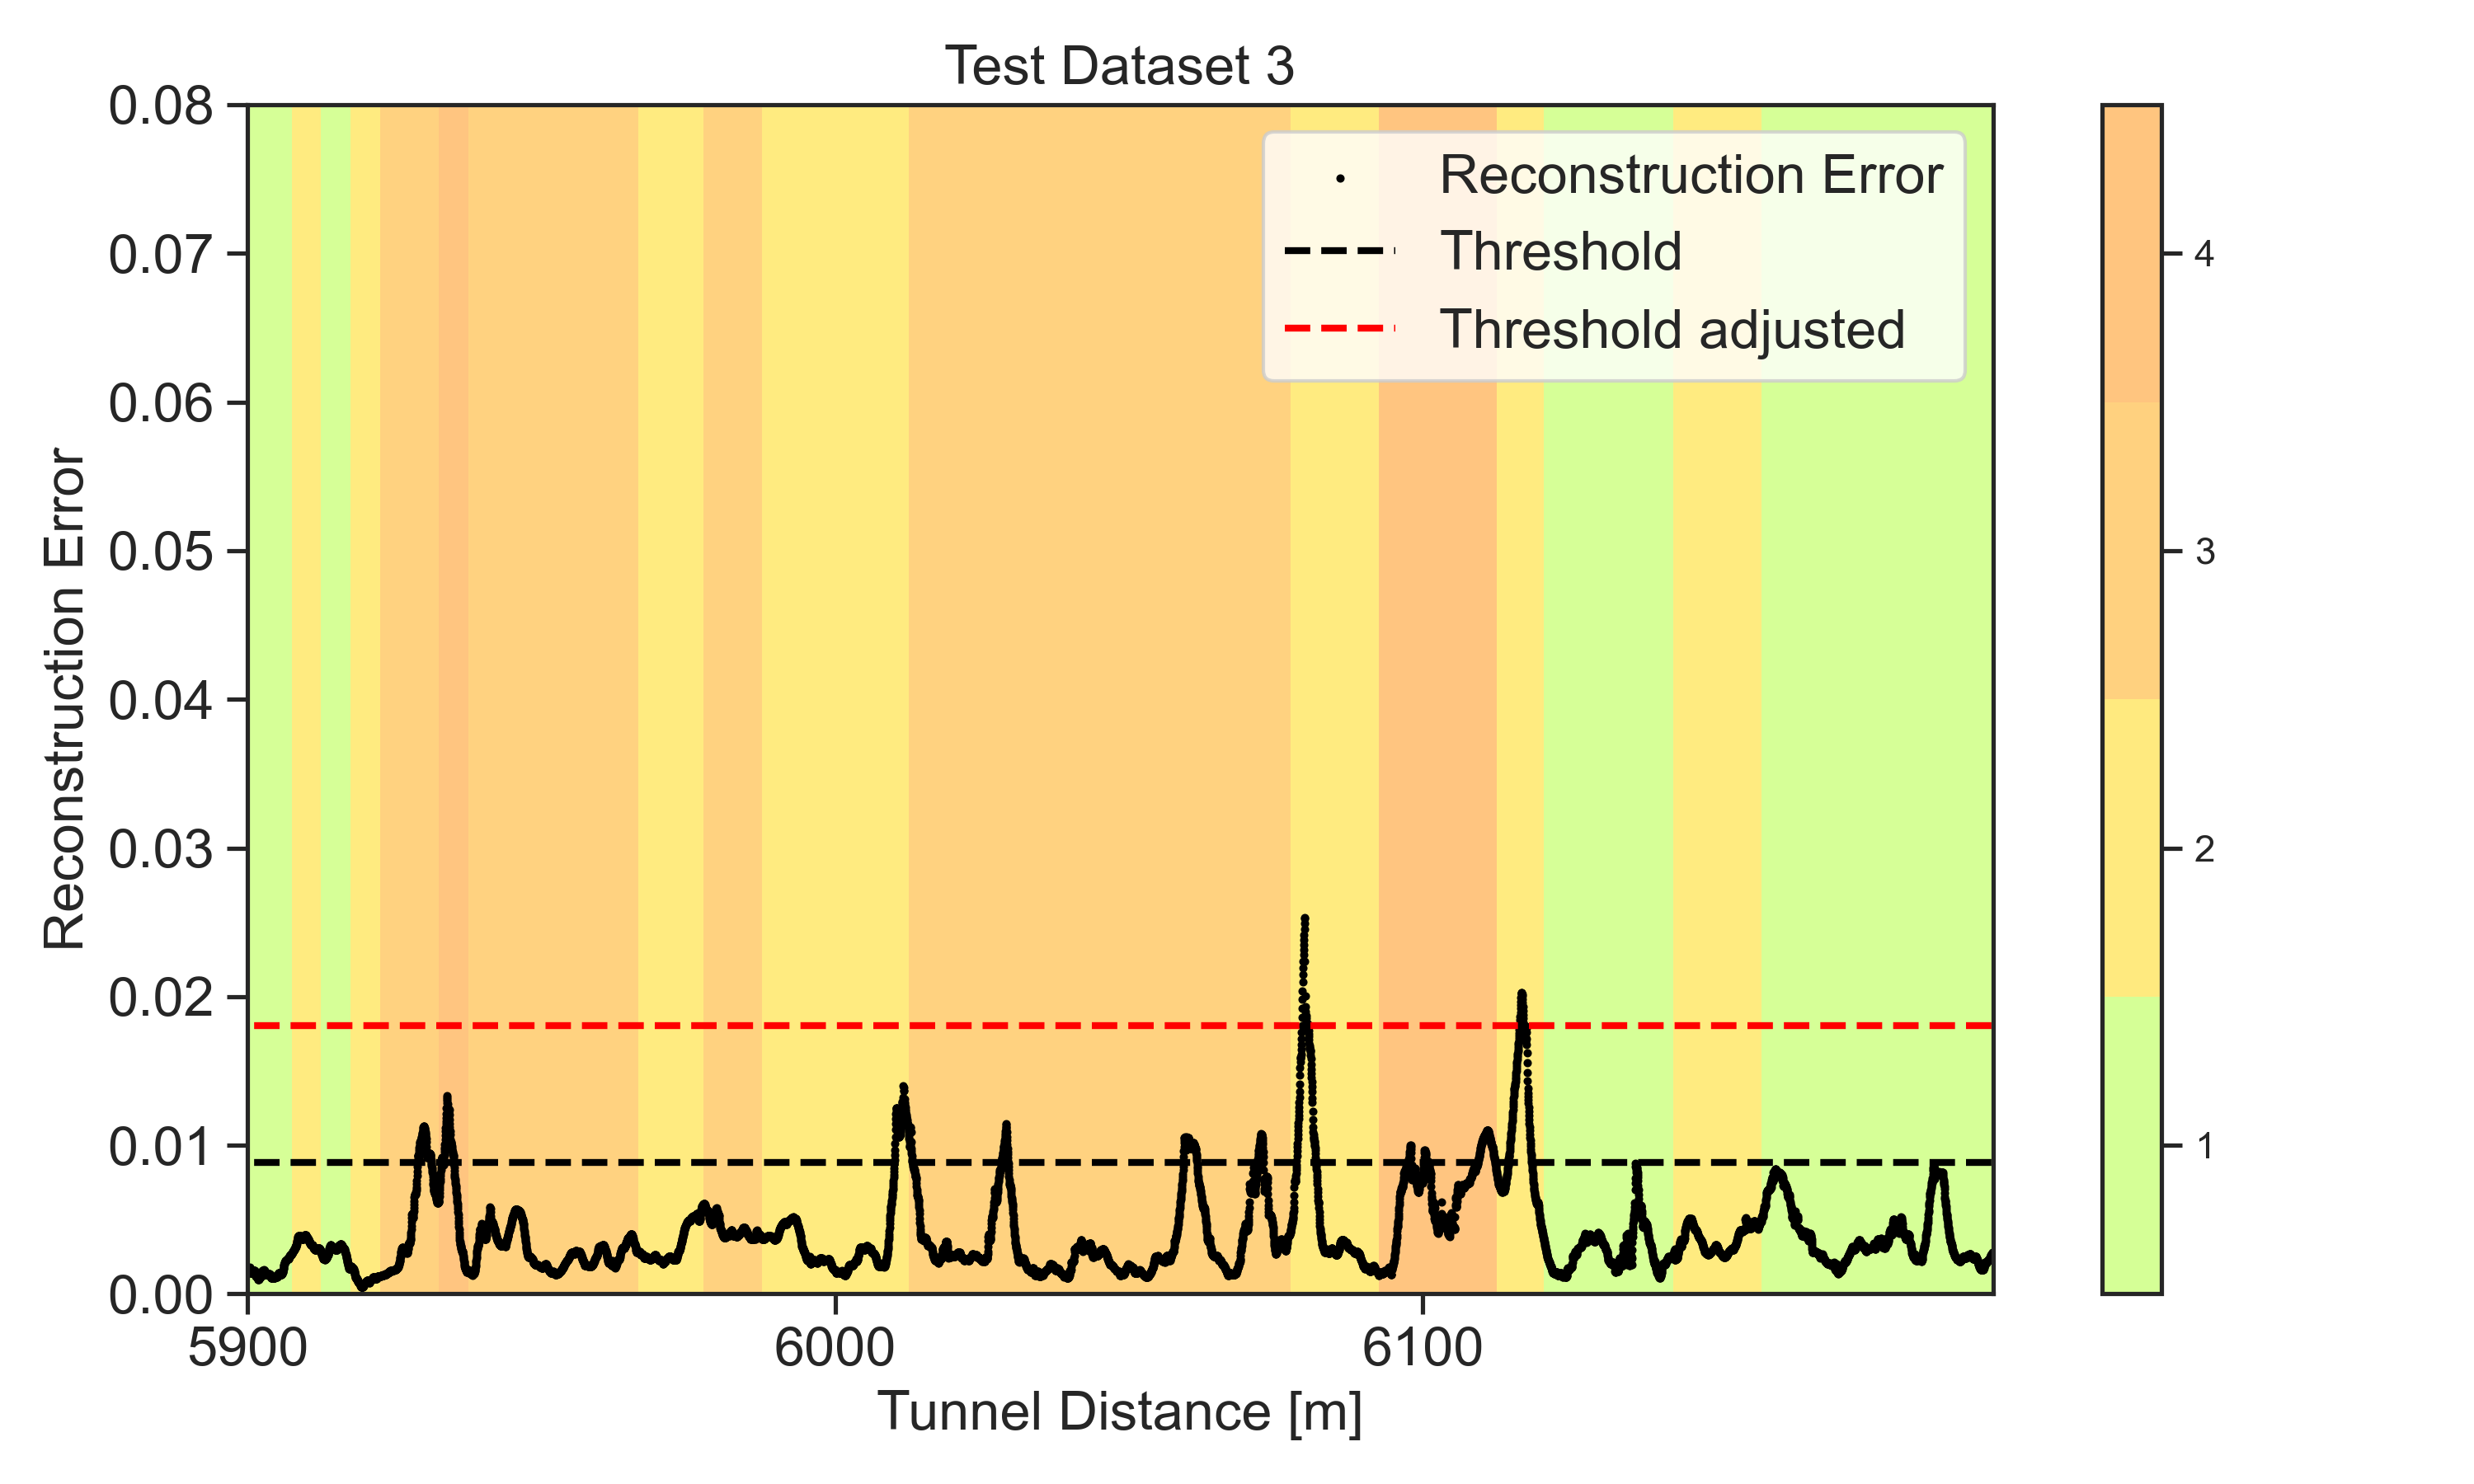 Test Dataset 3
0.08
0.07
0.06
0.05
0.04
0.03
0.02
0.01
0.00
Reconstruction Error
Reconstruction Error
Threshold
Threshold adjusted
4
3
2
1
5900
6000
6100
Tunnel Distance [m]